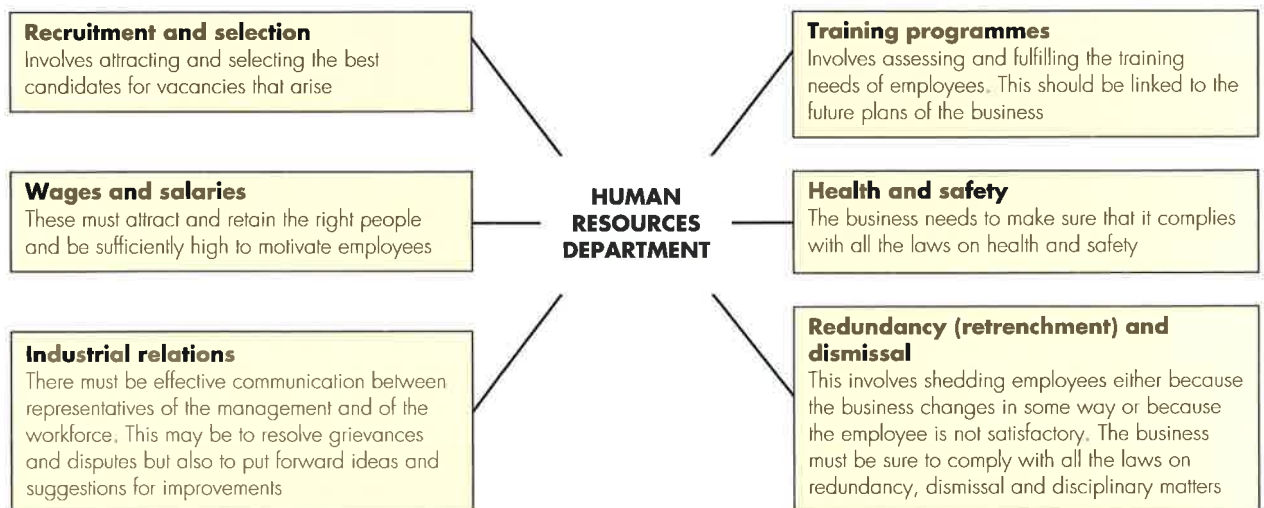 Recruitment and selection
Involves attracting and selecting the best
candidates for vacancies that arise
Wages and salaries
These must attract and retain the right people
and be sufficiently high to motivate employees
Industrial relations
There must be effective communication between
representatives of the management and of the
workforce. This may be to resolve grievances
and disputes but also to put forward ideas and
suggestions for improvements
HUMAN
RESOURCES
DEPARTMENT
Training programmes
Involves assessing and fulfilling the training
needs of employees. This should be linked to the
future plans of the business
Health and safety
The business needs to make sure that it complies
with all the laws on health and safety
Redundancy (retrenchment) and
dismissal
This involves shedding employees either because
the business changes in some way or because
the employee is not satisfactory. The business
must be sure to comply with all the laws on
redundancy, dismissal and disciplinary matters